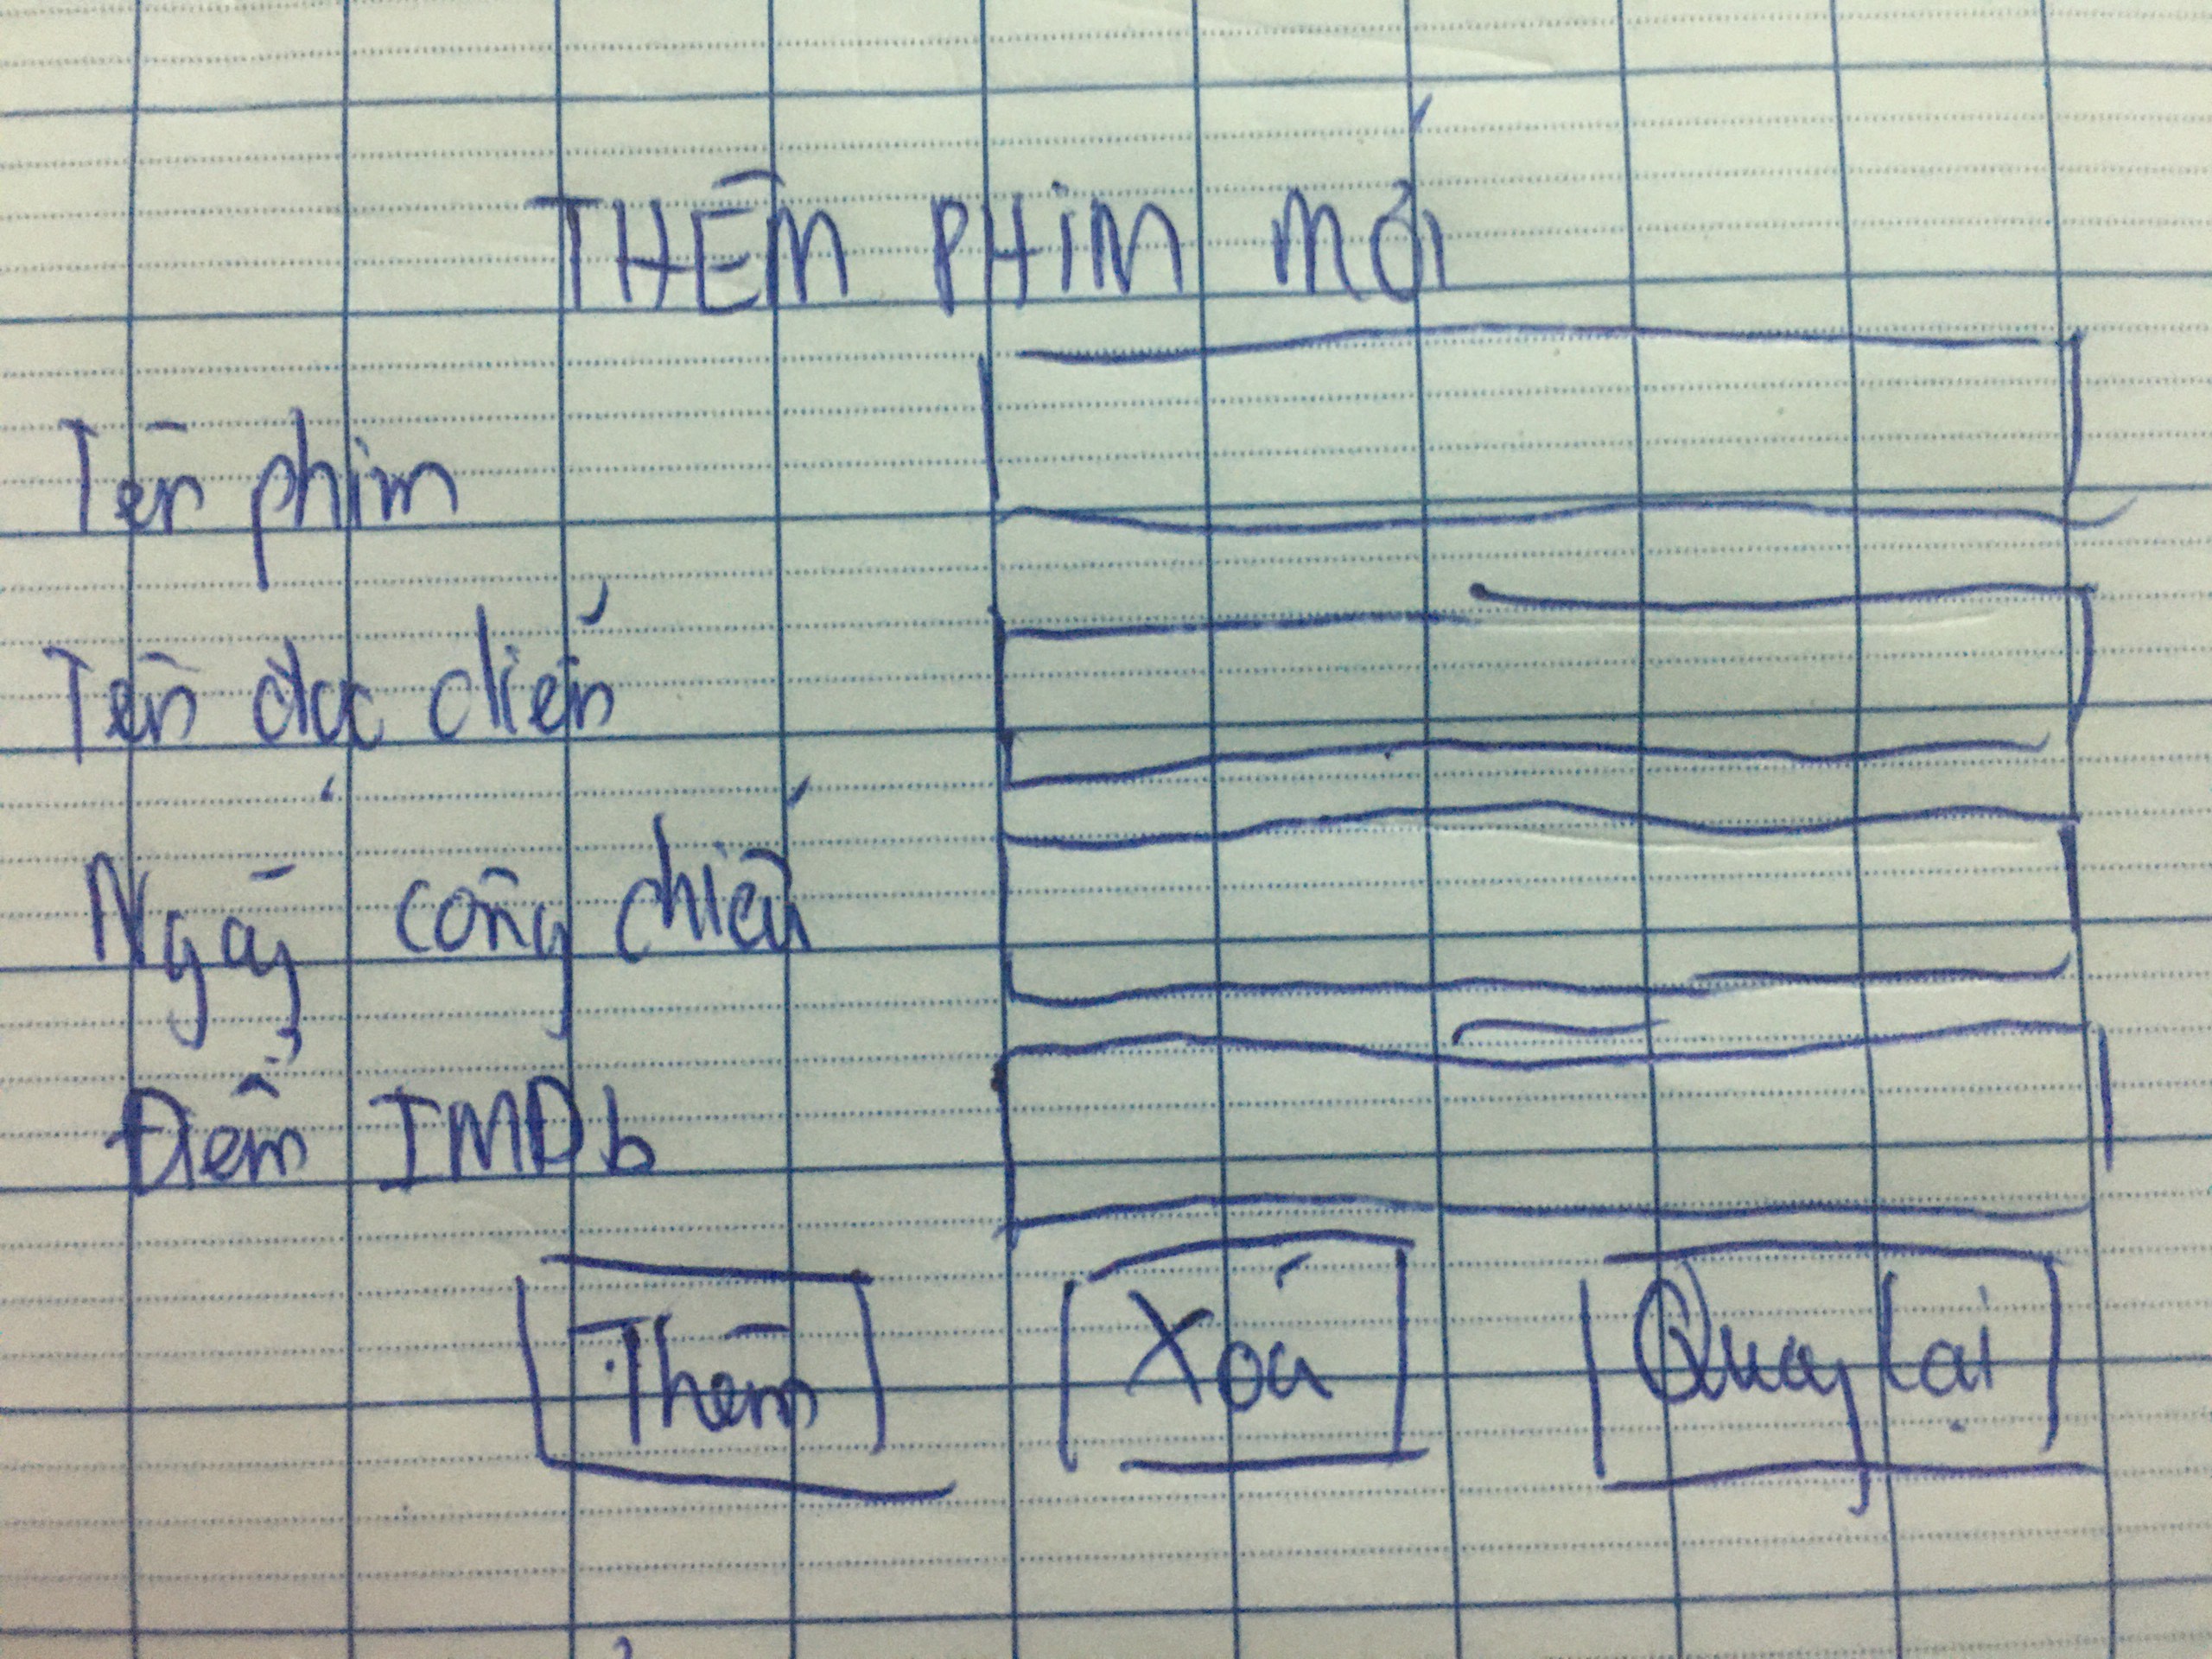 THÊM PHIM MỚI
Tên phim
Tên đạo diễn
Ngày công chiếu
Điểm IMDb
Thêm Xoá Quay lại